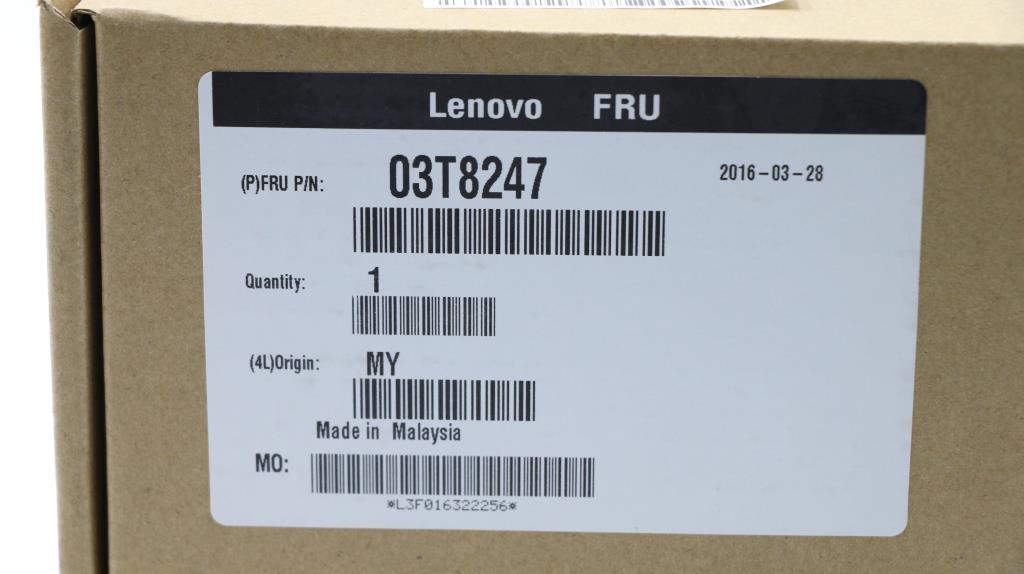 Lenovo FRU
(P)FRU P/N: 03T8247 2016-03-28
Quantity: 1
(4L)Origin: MY
Made in Malaysia
MO:
*L3F016322256*